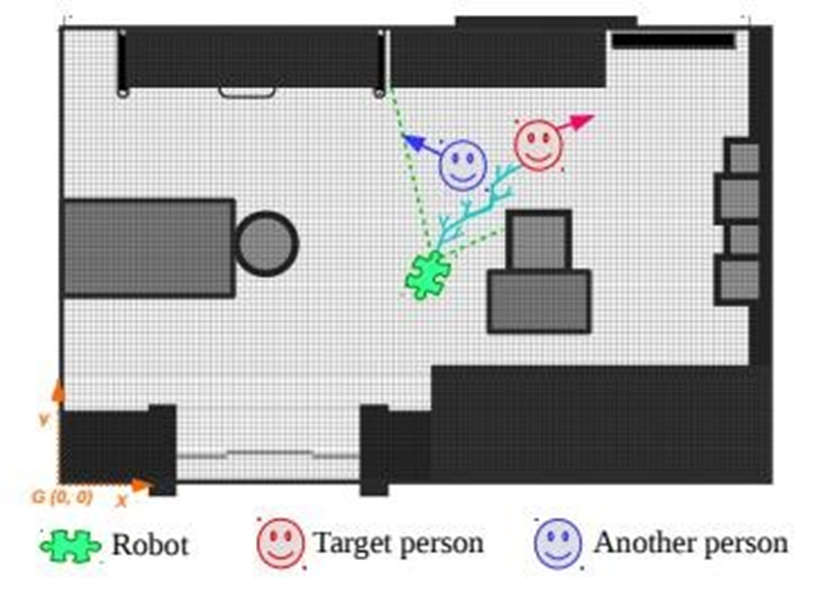 y
G (0, 0) X
Robot
Target person
Another person